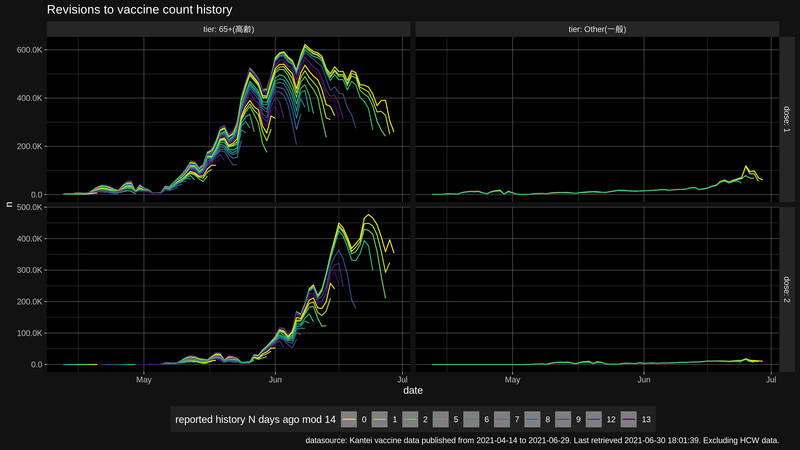 Revisions to vaccine count history
tier: 65+(高齢)
tier: Other(一般)
600.0K
400.0K
200.0K
0.0
dose: 1
n
500.0K
400.0K
300.0K
200.0K
100.0K
0.0
dose: 2
May
Jun
Jul
May
Jun
Jul
date
reported history N days ago mod 14
0
1
2
5
6
7
8
9
12
13
datasource: Kantei vaccine data published from 2021-04-14 to 2021-06-29. Last retrieved 2021-06-30 18:01:39. Excluding HCW data.